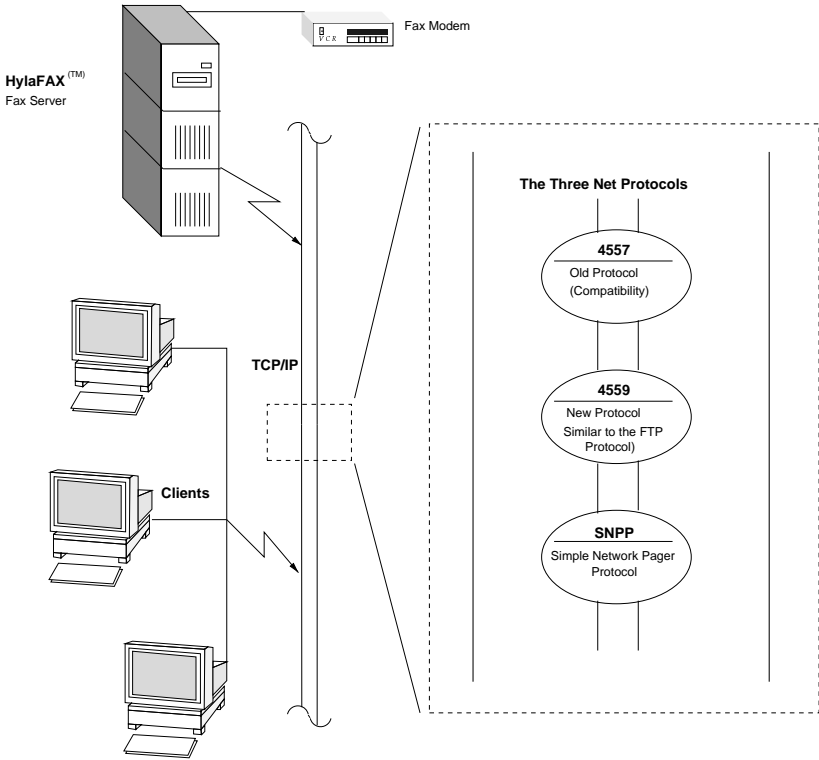 Fax Modem
VCR
HylaFAX (TM)
Fax Server
The Three Net Protocols
4557
Old Protocol
(Compatibility)
TCP/IP
4559
New Protocol
Similar to the FTP
Protocol)
Clients
SNPP
Simple Network Pager
Protocol